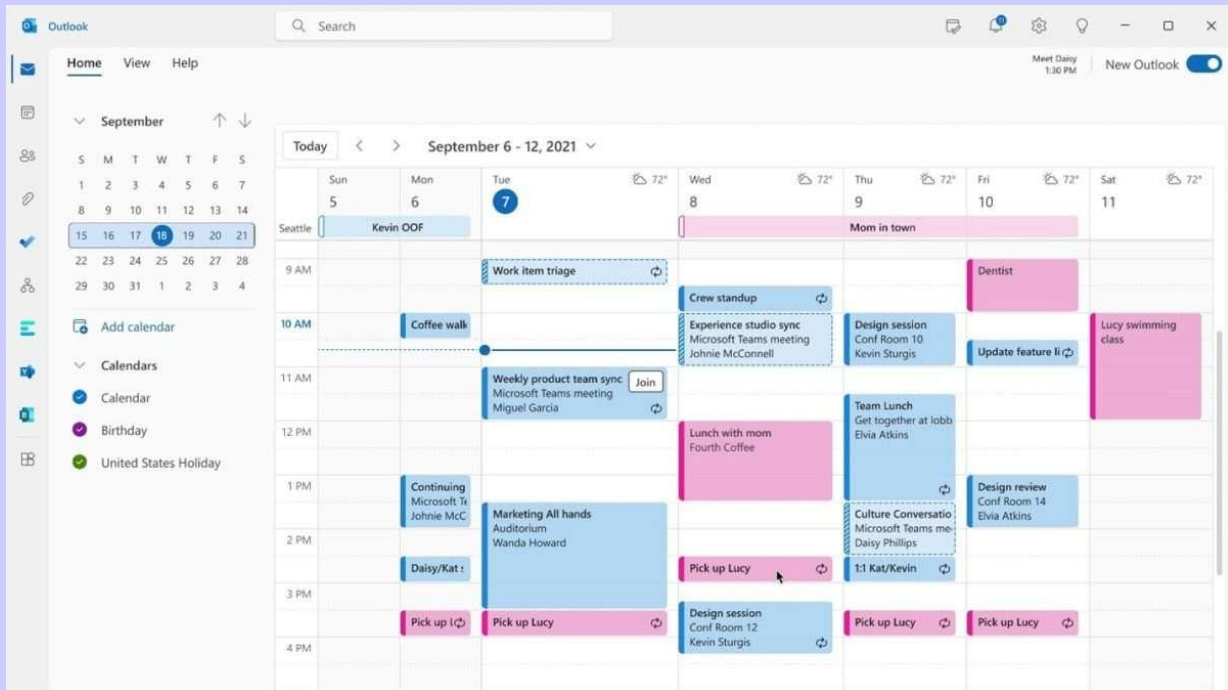 Outlook
Search
Home View Help
Meet Daisy
1:30 PM
New Outlook
September
S M T W T F S
1 2 3 4 5 6 7
8 9 10 11 12 13 14
15 16 17 18 19 20 21
22 23 24 25 26 27 28
29 30 31 1 2 3 4
Add calendar
Calendars
Calendar
Birthday
United States Holiday
Today September 6 - 12, 2021
Sun Mon Tue 72° Wed 72° Thu 72° Fri 72° Sat 72°
5 6 7 8 9 10 11
Seattle Kevin OOF Mom in town
9 AM
10 AM
11 AM
12 PM
1 PM
2 PM
3 PM
4 PM
Coffee walk
Continuing
Microsoft Te
Johnie McC
Daisy/Kat :
Pick up l
Work item triage
Weekly product team sync
Microsoft Teams meeting
Miguel Garcia
Join
Marketing All hands
Auditorium
Wanda Howard
Pick up Lucy
Crew standup
Experience studio sync
Microsoft Teams meeting
Johnie McConnell
Lunch with mom
Fourth Coffee
Pick up Lucy
Design session
Conf Room 12
Kevin Sturgis
Design session
Conf Room 10
Kevin Sturgis
Team Lunch
Get together at lobb
Elvia Atkins
Culture Conversatio
Microsoft Teams me
Daisy Phillips
1:1 Kat/Kevin
Pick up Lucy
Dentist
Update feature li
Design review
Conf Room 14
Elvia Atkins
Pick up Lucy
Lucy swimming
class